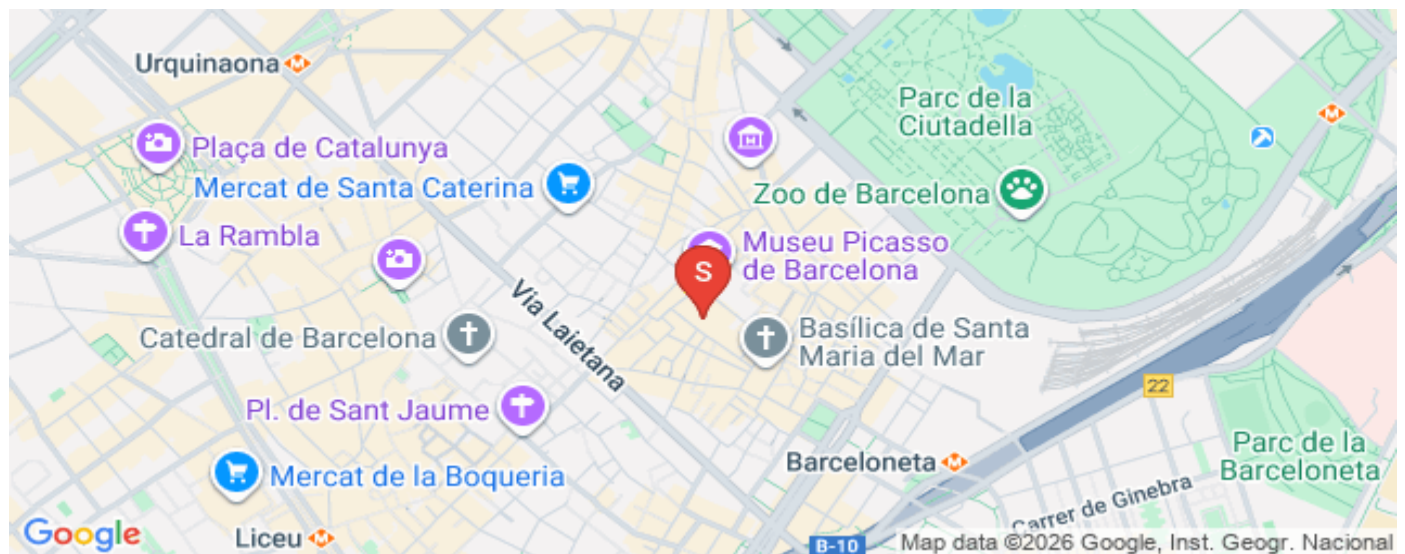 Urquinaona
Plaça de Catalunya
Mercat de Santa Caterina
La Rambla
Parc de la
Ciutadella
Zoo de Barcelona
Museu Picasso
de Barcelona
S
Via Laietana
Catedral de Barcelona
Basílica de Santa
Maria del Mar
Pl. de Sant Jaume
22
Mercat de la Boqueria
Barceloneta
Parc de la
Barceloneta
Carrer de Ginebra
Google
Liceu
B-10
Map data ©2026 Google, Inst. Geogr. Nacional